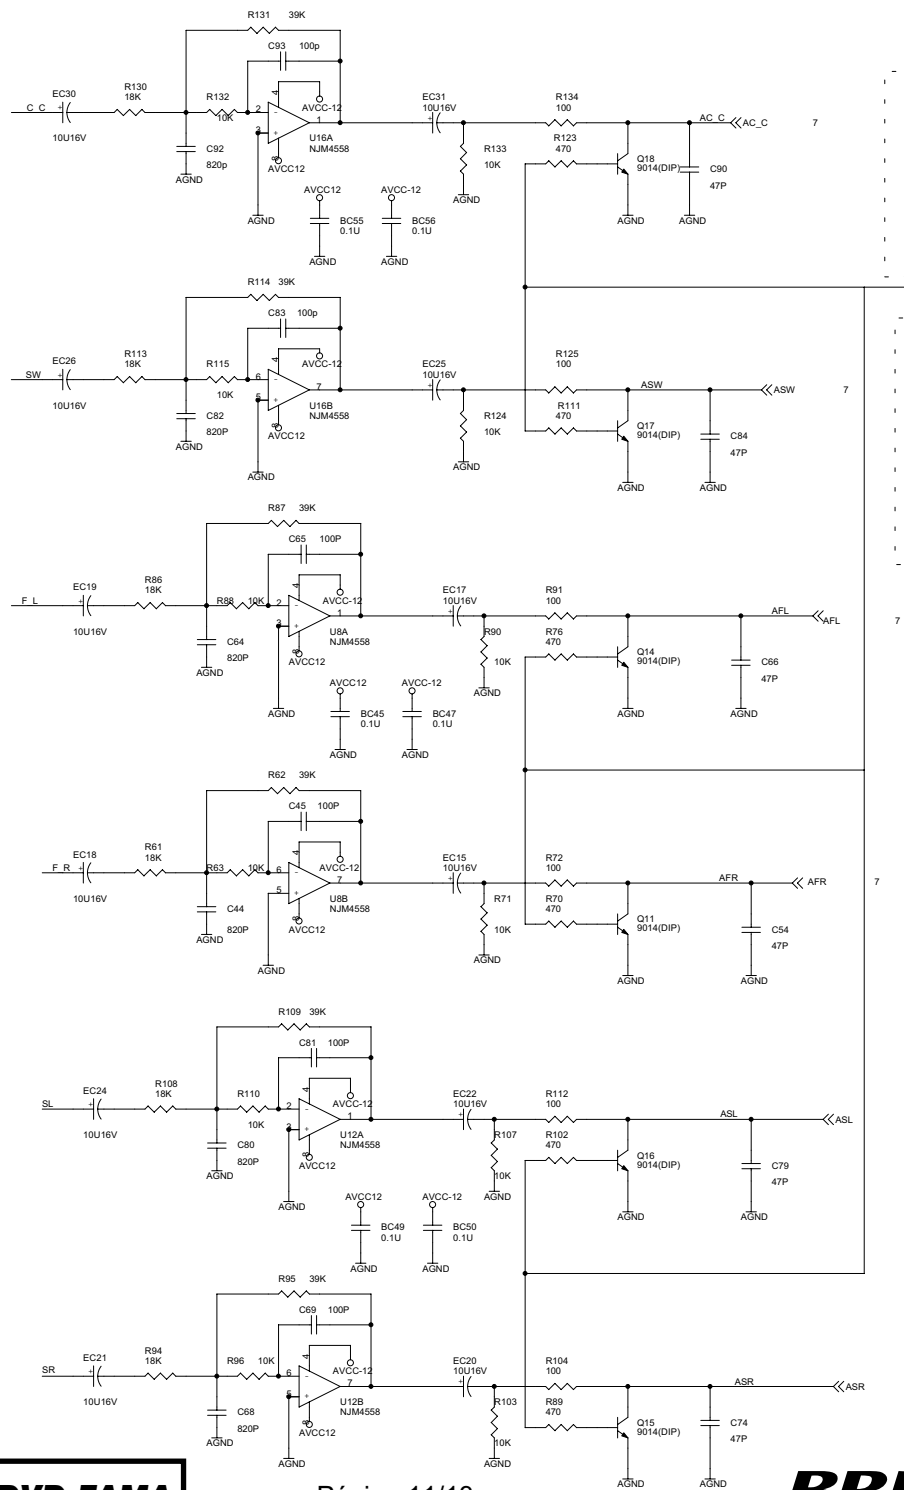 R131 39K
C93 100p
EC30
R130
18K
R132
10K
C C
10U16V
2
3
4
8
1
AVCC-12
U16A
NJM4558
AVCC12
C92
820p
AGND
AGND
EC31
10U16V
R133
10K
AGND
R134
100
R123
470
AC C
AC_C
7
Q18
9014(DIP)
AGND
C90
47P
AGND
AVCC12
BC55
0.1U
AGND
AVCC-12
BC56
0.1U
AGND
R114 39K
C83 100p
EC26
R113
18K
R115
10K
SW
10U16V
6
5
4
8
7
AVCC-12
U16B
NJM4558
AVCC12
C82
820P
AGND
AGND
EC25
10U16V
R124
10K
AGND
R125
100
R111
470
ASW
ASW
7
Q17
9014(DIP)
AGND
C84
47P
AGND
R87 39K
C65 100P
EC19
R86
18K
R88 10K
F L
10U16V
2
3
4
8
1
AVCC-12
U8A
NJM4558
AVCC12
C64
820P
AGND
AGND
EC17
10U16V
R90
10K
AGND
R91
100
R76
470
AFL
AFL
7
Q14
9014(DIP)
AGND
C66
47P
AGND
AVCC12
BC45
0.1U
AGND
AVCC-12
BC47
0.1U
AGND
R62 39K
C45 100P
EC18
R61
18K
R63 10K
F R
10U16V
6
5
4
8
7
AVCC-12
U8B
NJM4558
AVCC12
C44
820P
AGND
AGND
EC15
10U16V
R71
10K
AGND
R72
100
R70
470
AFR
AFR
7
Q11
9014(DIP)
AGND
C54
47P
AGND
R109 39K
C81 100P
EC24
R108
18K
R110
10K
SL
10U16V
2
3
4
8
1
AVCC-12
U12A
NJM4558
AVCC12
C80
820P
AGND
AGND
EC22
10U16V
R107
10K
AGND
R112
100
R102
470
ASL
ASL
Q16
9014(DIP)
AGND
C79
47P
AGND
AVCC12
BC49
0.1U
AGND
AVCC-12
BC50
0.1U
AGND
R95 39K
C69 100P
EC21
R94
18K
R96 10K
SR
10U16V
6
5
4
8
7
AVCC-12
U12B
NJM4558
AVCC12
C68
820P
AGND
AGND
EC20
10U16V
R103
10K
AGND
R104
100
R89
470
ASR
ASR
Q15
9014(DIP)
AGND
C74
47P
AGND